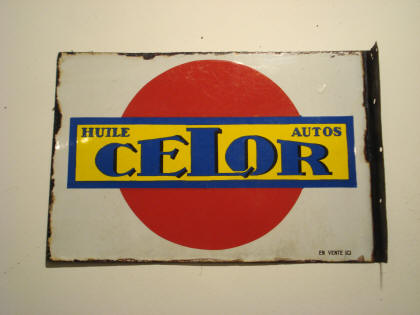 HUILE AUTOS
CELOR
EN VENTE ICI